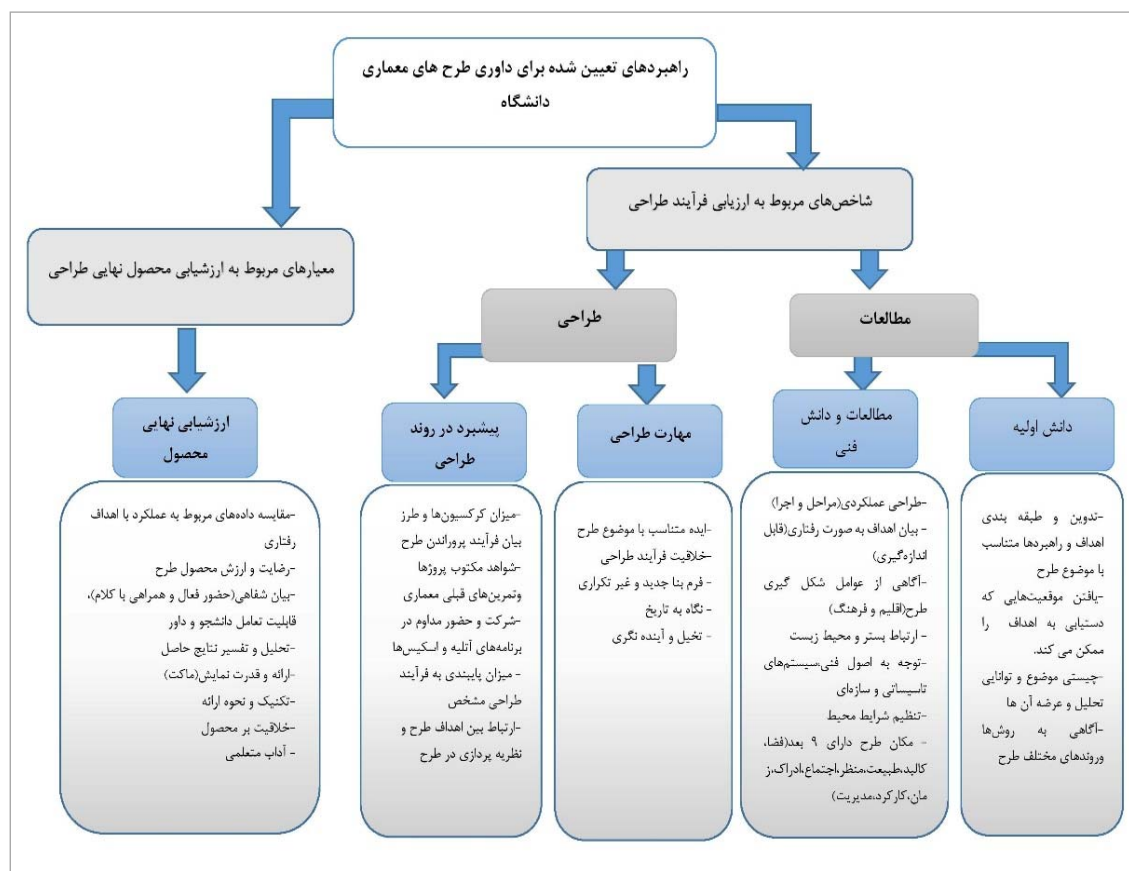 راهبردهای تعیین شده برای داوری طرح های معماری
دانشگاه
شاخص‌های مربوط به ارزیابی فرآیند طراحی
معیارهای مربوط به ارزشیابی محصول نهایی طراحی
مطالعات
طراحی
دانش اولیه
مطالعات و دانش
فنی
مهارت طراحی
پیشبرد در روند
طراحی
ارزشیابی نهایی
محصول
-تدوین و طبقه بندی
اهداف و راهبردها متناسب
با موضوع طرح
-یافتن موقعیت‌هایی که
دستیابی به اهداف را
ممکن می کند.
-چیستی موضوع و توانایی
تحلیل و عرضه آن ها
-آگاهی به روش‌ها
وروندهای مختلف طرح
-طراحی عملکردی(مراحل و اجرا)
- بیان اهداف به صورت رفتاری(قابل
اندازه‌گیری)
-آگاهی از عوامل شکل گیری
طرح(اقلیم و فرهنگ)
- ارتباط بستر و محیط زیست
-توجه به اصول فنی،سیستم‌های
تاسیساتی و سازه‌ای
-تنظیم شرایط محیط
- مکان طرح دارای ۹ بعد(فضا،
کالبد،طبیعت،منظر،اجتماع،ادراک،ز
مان،کارکرد،مدیریت)
-ایده متناسب با موضوع طرح
-خلاقیت فرآیند طراحی
- فرم بنا جدید و غیر تکراری
- نگاه به تاریخ
- تخیل و آینده نگری
-میزان کرکسیون‌ها و طرز
بیان فرآیند پروراندن طرح
-شواهد مکتوب پروژها
وتمرین‌های قبلی معماری
-شرکت و حضور مداوم در
برنامه‌های آتلیه و اسکیس‌ها
- میزان پایبندی به فرآیند
طراحی مشخص
-ارتباط بین اهداف طرح و
نظریه پردازی در طرح
-مقایسه داده‌های مربوط به عملکرد با اهداف
رفتاری
-رضایت و ارزش محصول طرح
-بیان شفاهی(حضور فعال و همراهی با کلام)،
قابلیت تعامل دانشجو و داور
-تحلیل و تفسیر نتایج حاصل
-ارائه و قدرت نمایش(ماکت)
-تکنیک و نحوه ارائه
-خلاقیت بر محصول
- آداب متعلمی